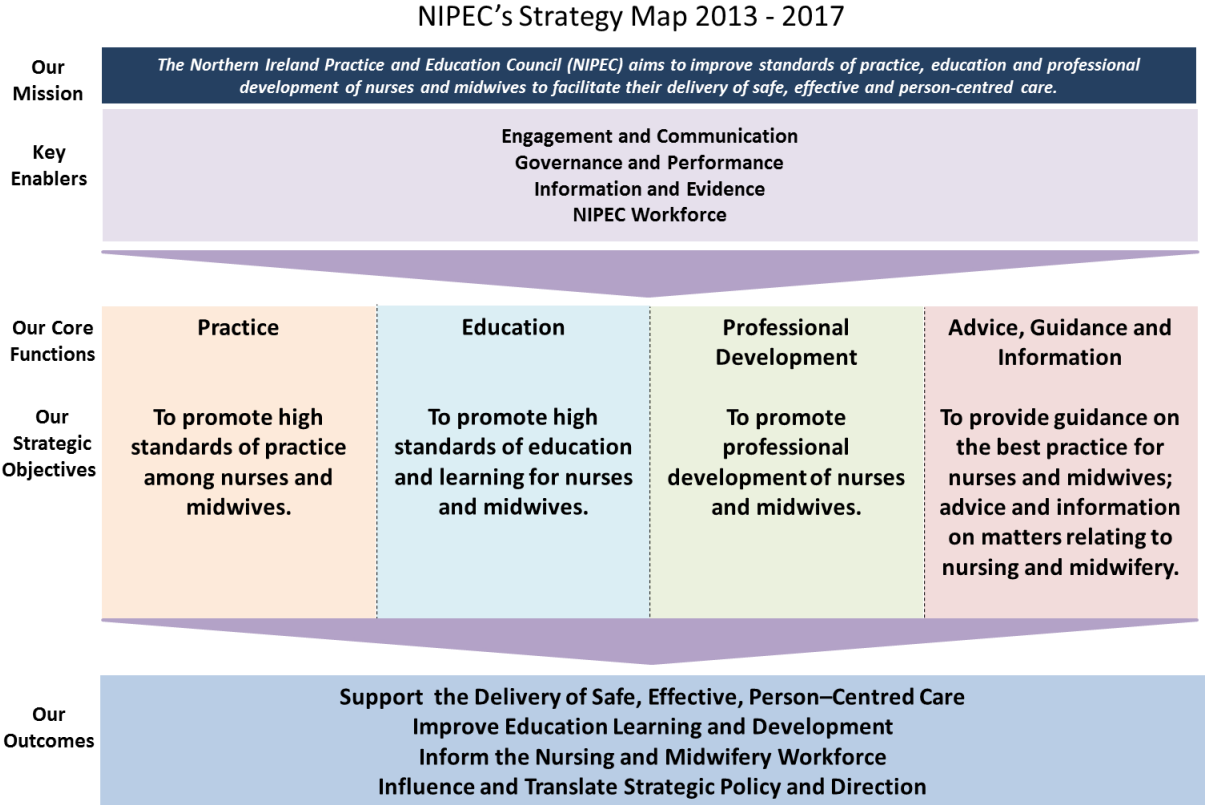 NIPEC's Strategy Map 2013 - 2017
Our
Mission
The Northern Ireland Practice and Education Council (NIPEC) aims to improve standards of practice, education and professional
development of nurses and midwives to facilitate their delivery of safe, effective and person-centred care.
Key
Enablers
Engagement and Communication
Governance and Performance
Information and Evidence
NIPEC Workforce
Our Core
Functions
Practice
Education
Professional
Development
Advice, Guidance and
Information
Our
Strategic
Objectives
To promote high
standards of practice
among nurses and
midwives.
To promote high
standards of education
and learning for nurses
and midwives.
To promote
professional
development of nurses
and midwives.
To provide guidance on
the best practice for
nurses and midwives;
advice and information
on matters relating to
nursing and midwifery.
Our
Outcomes
Support the Delivery of Safe, Effective, Person–Centred Care
Improve Education Learning and Development
Inform the Nursing and Midwifery Workforce
Influence and Translate Strategic Policy and Direction